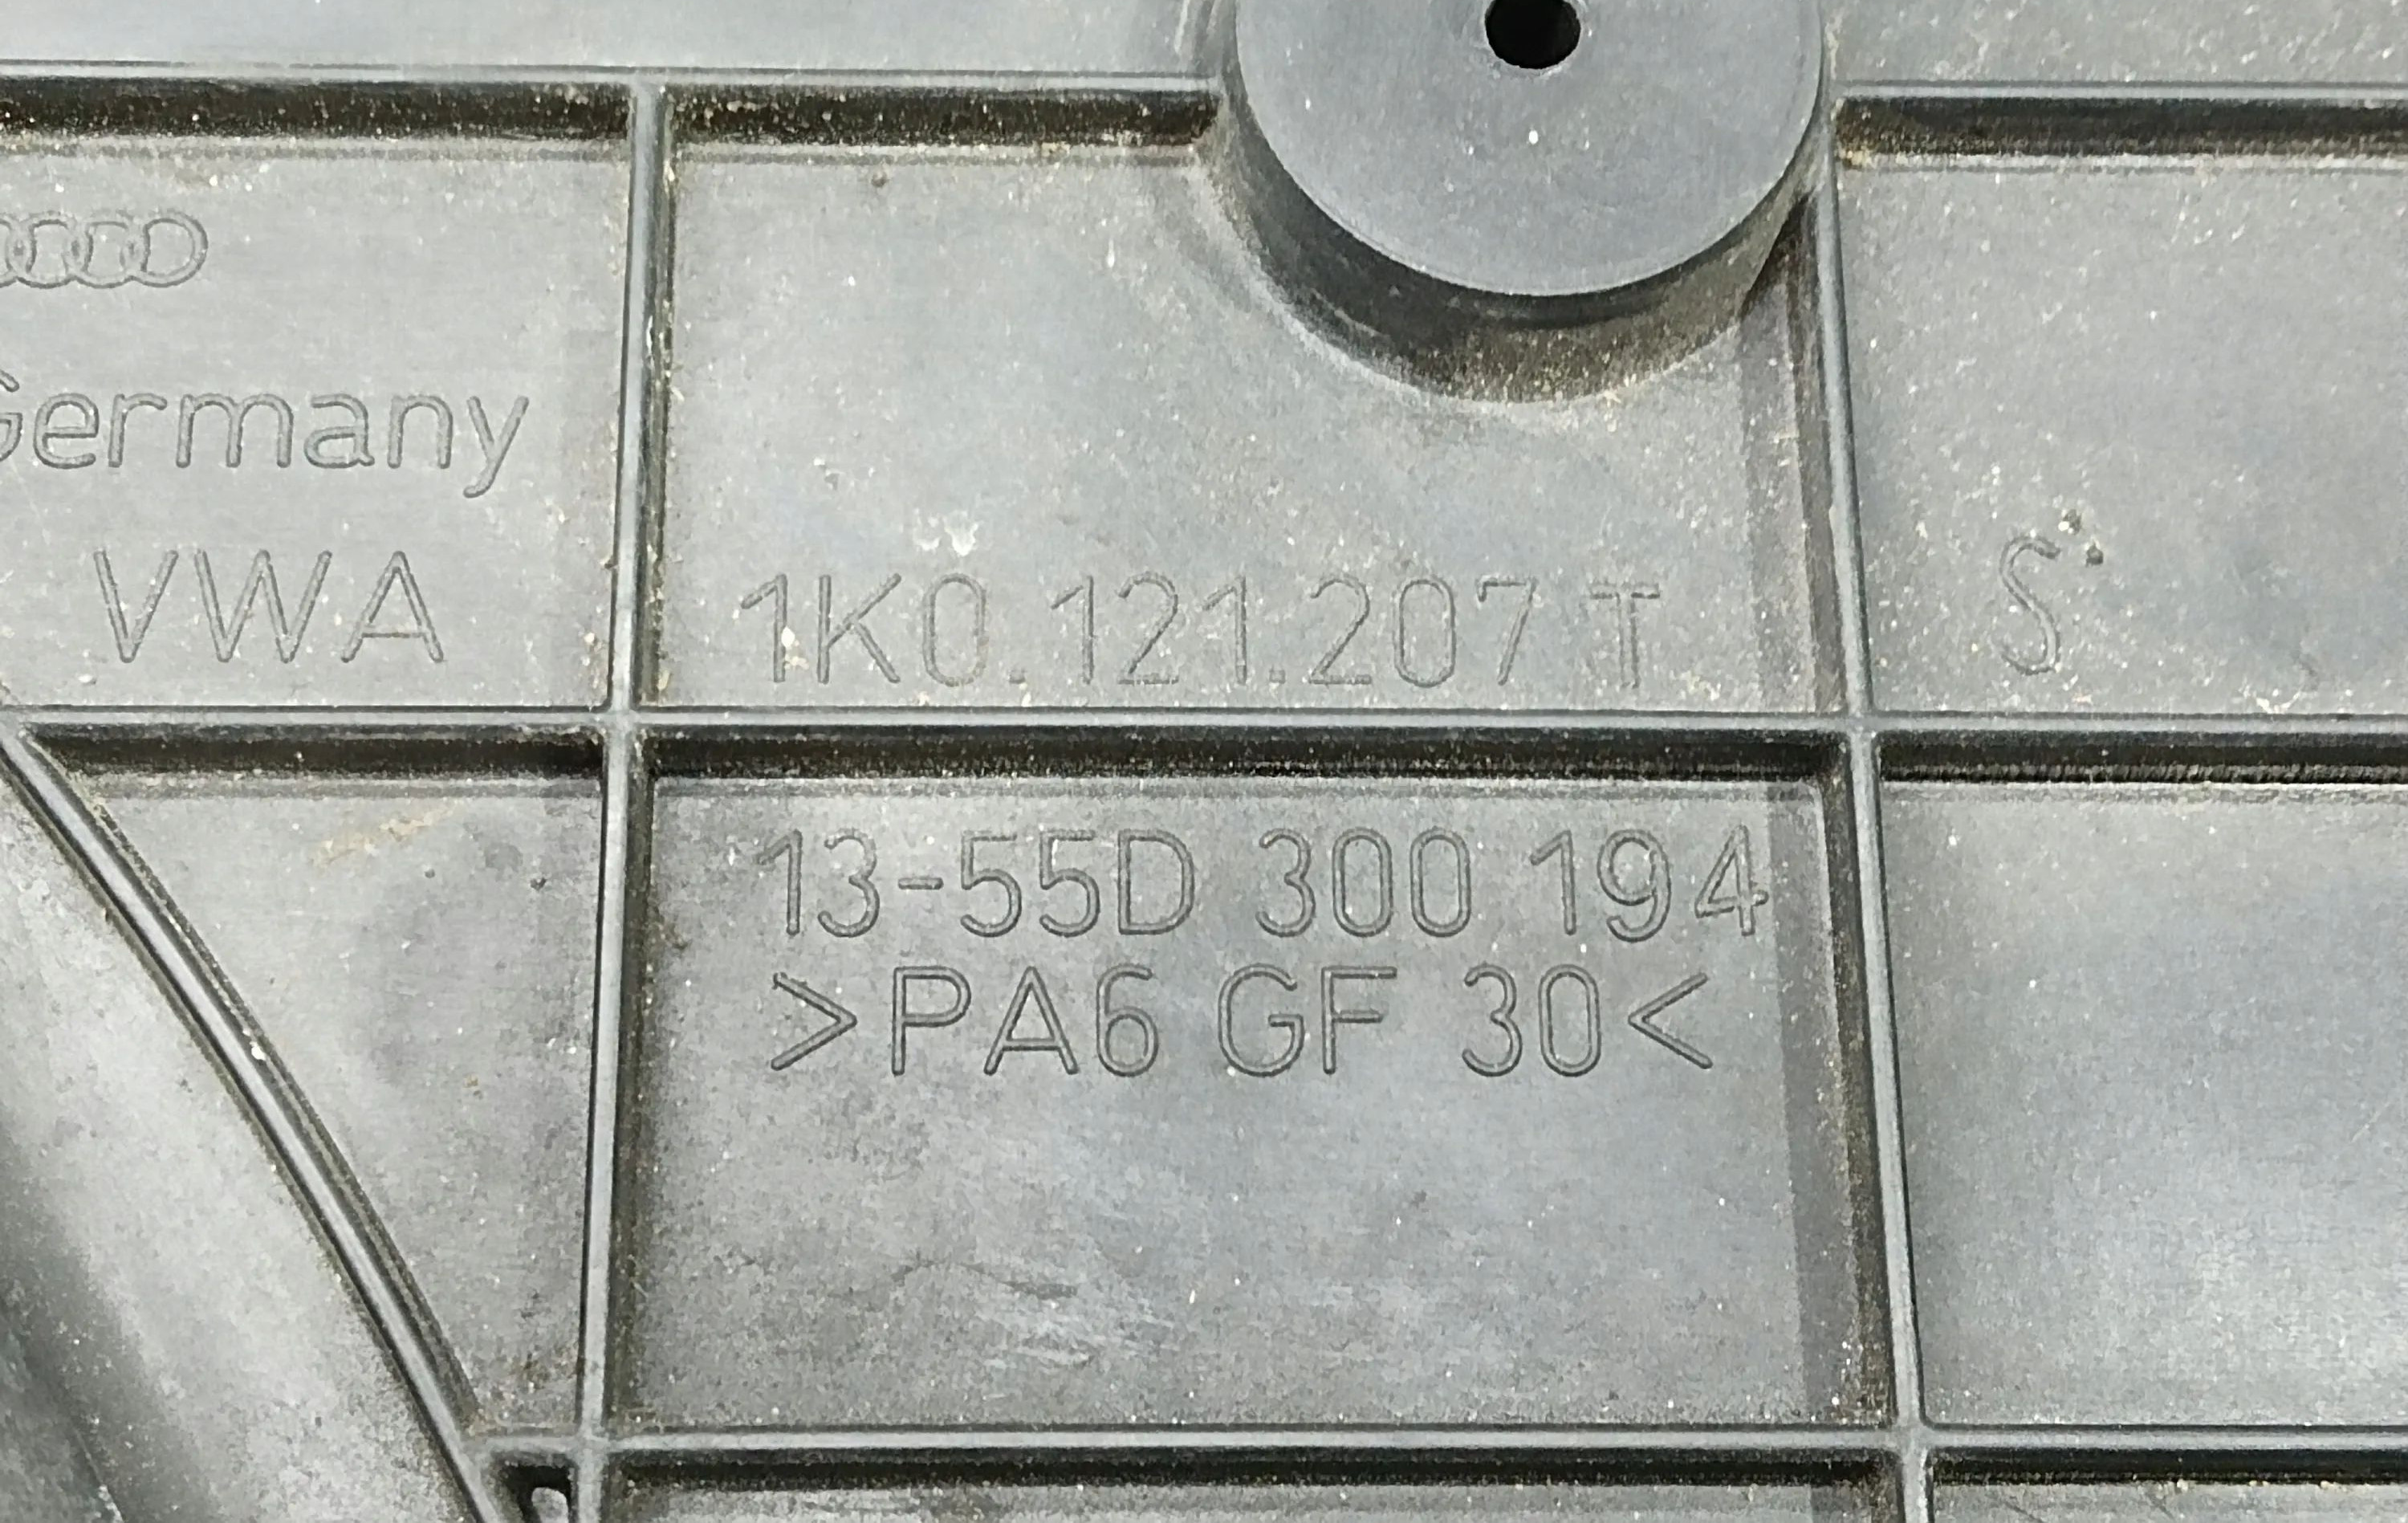 Germany
VWA
1K0.121.207 T
S
13-55D 300 194
>PA6 GF 30<